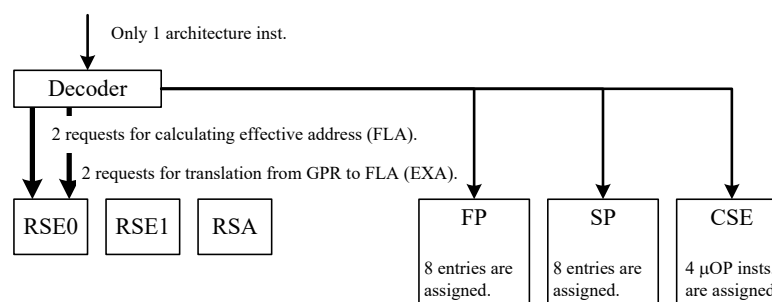 Only 1 architecture inst.
Decoder
2 requests for calculating effective address (FLA).
2 requests for translation from GPR to FLA (EXA).
RSE0
RSE1
RSA
FP
SP
CSE
8 entries are
assigned.
8 entries are
assigned.
4 μOP insts.
are assigned